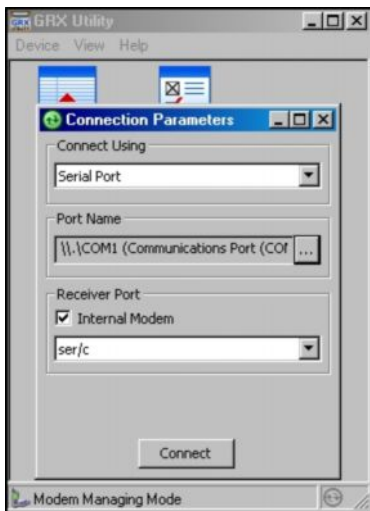 GRX Utility
Device View Help
Connection Parameters
Connect Using
Serial Port
Port Name
\\.\COM1 (Communications Port (COM
...
Receiver Port
Internal Modem
ser/c
Connect
Modem Managing Mode